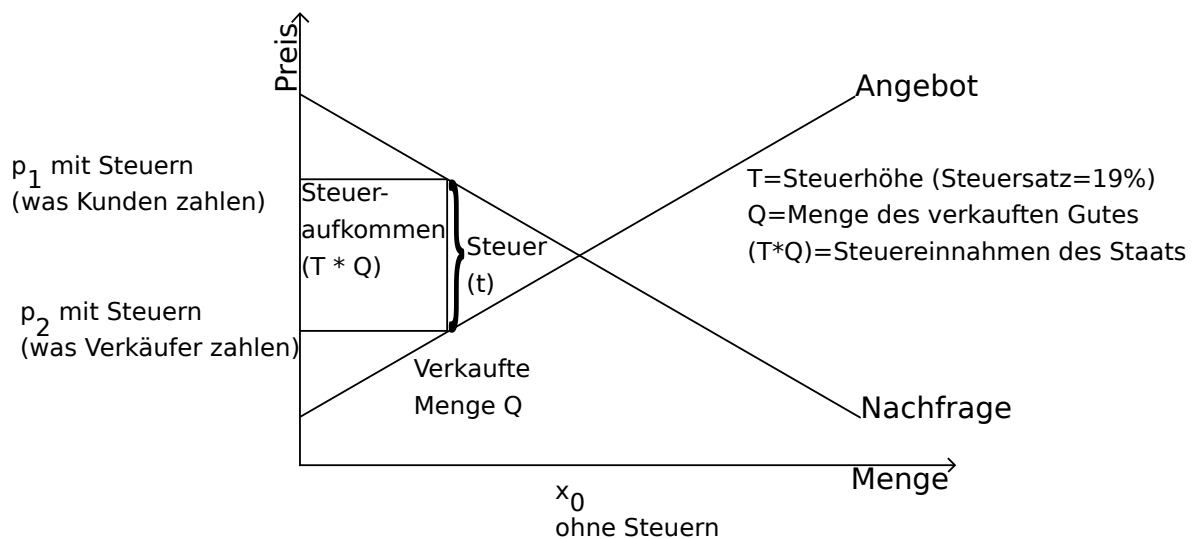 Preis
Angebot
p1 mit Steuern
(was Kunden zahlen)
Steuer-
aufkommen
(T * Q)
Steuer
(t)
T=Steuerhöhe (Steuersatz=19%)
Q=Menge des verkauften Gutes
(T*Q)=Steuereinnahmen des Staats
p2 mit Steuern
(was Verkäufer zahlen)
Verkaufte
Menge Q
Nachfrage
Menge
x0
ohne Steuern